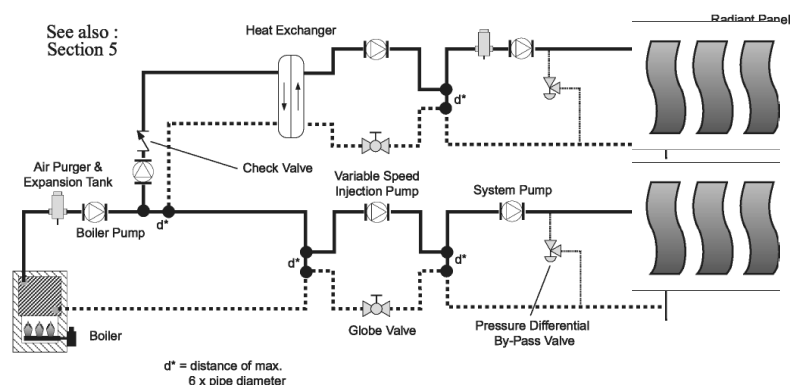 See also :
Section 5
Heat Exchanger
Radiant Panel
d*
Air Purger &
Expansion Tank
Check Valve
Variable Speed
Injection Pump
System Pump
d*
Boiler Pump
d*
d*
Globe Valve
Pressure Differential
By-Pass Valve
Boiler
d* = distance of max.
6 x pipe diameter